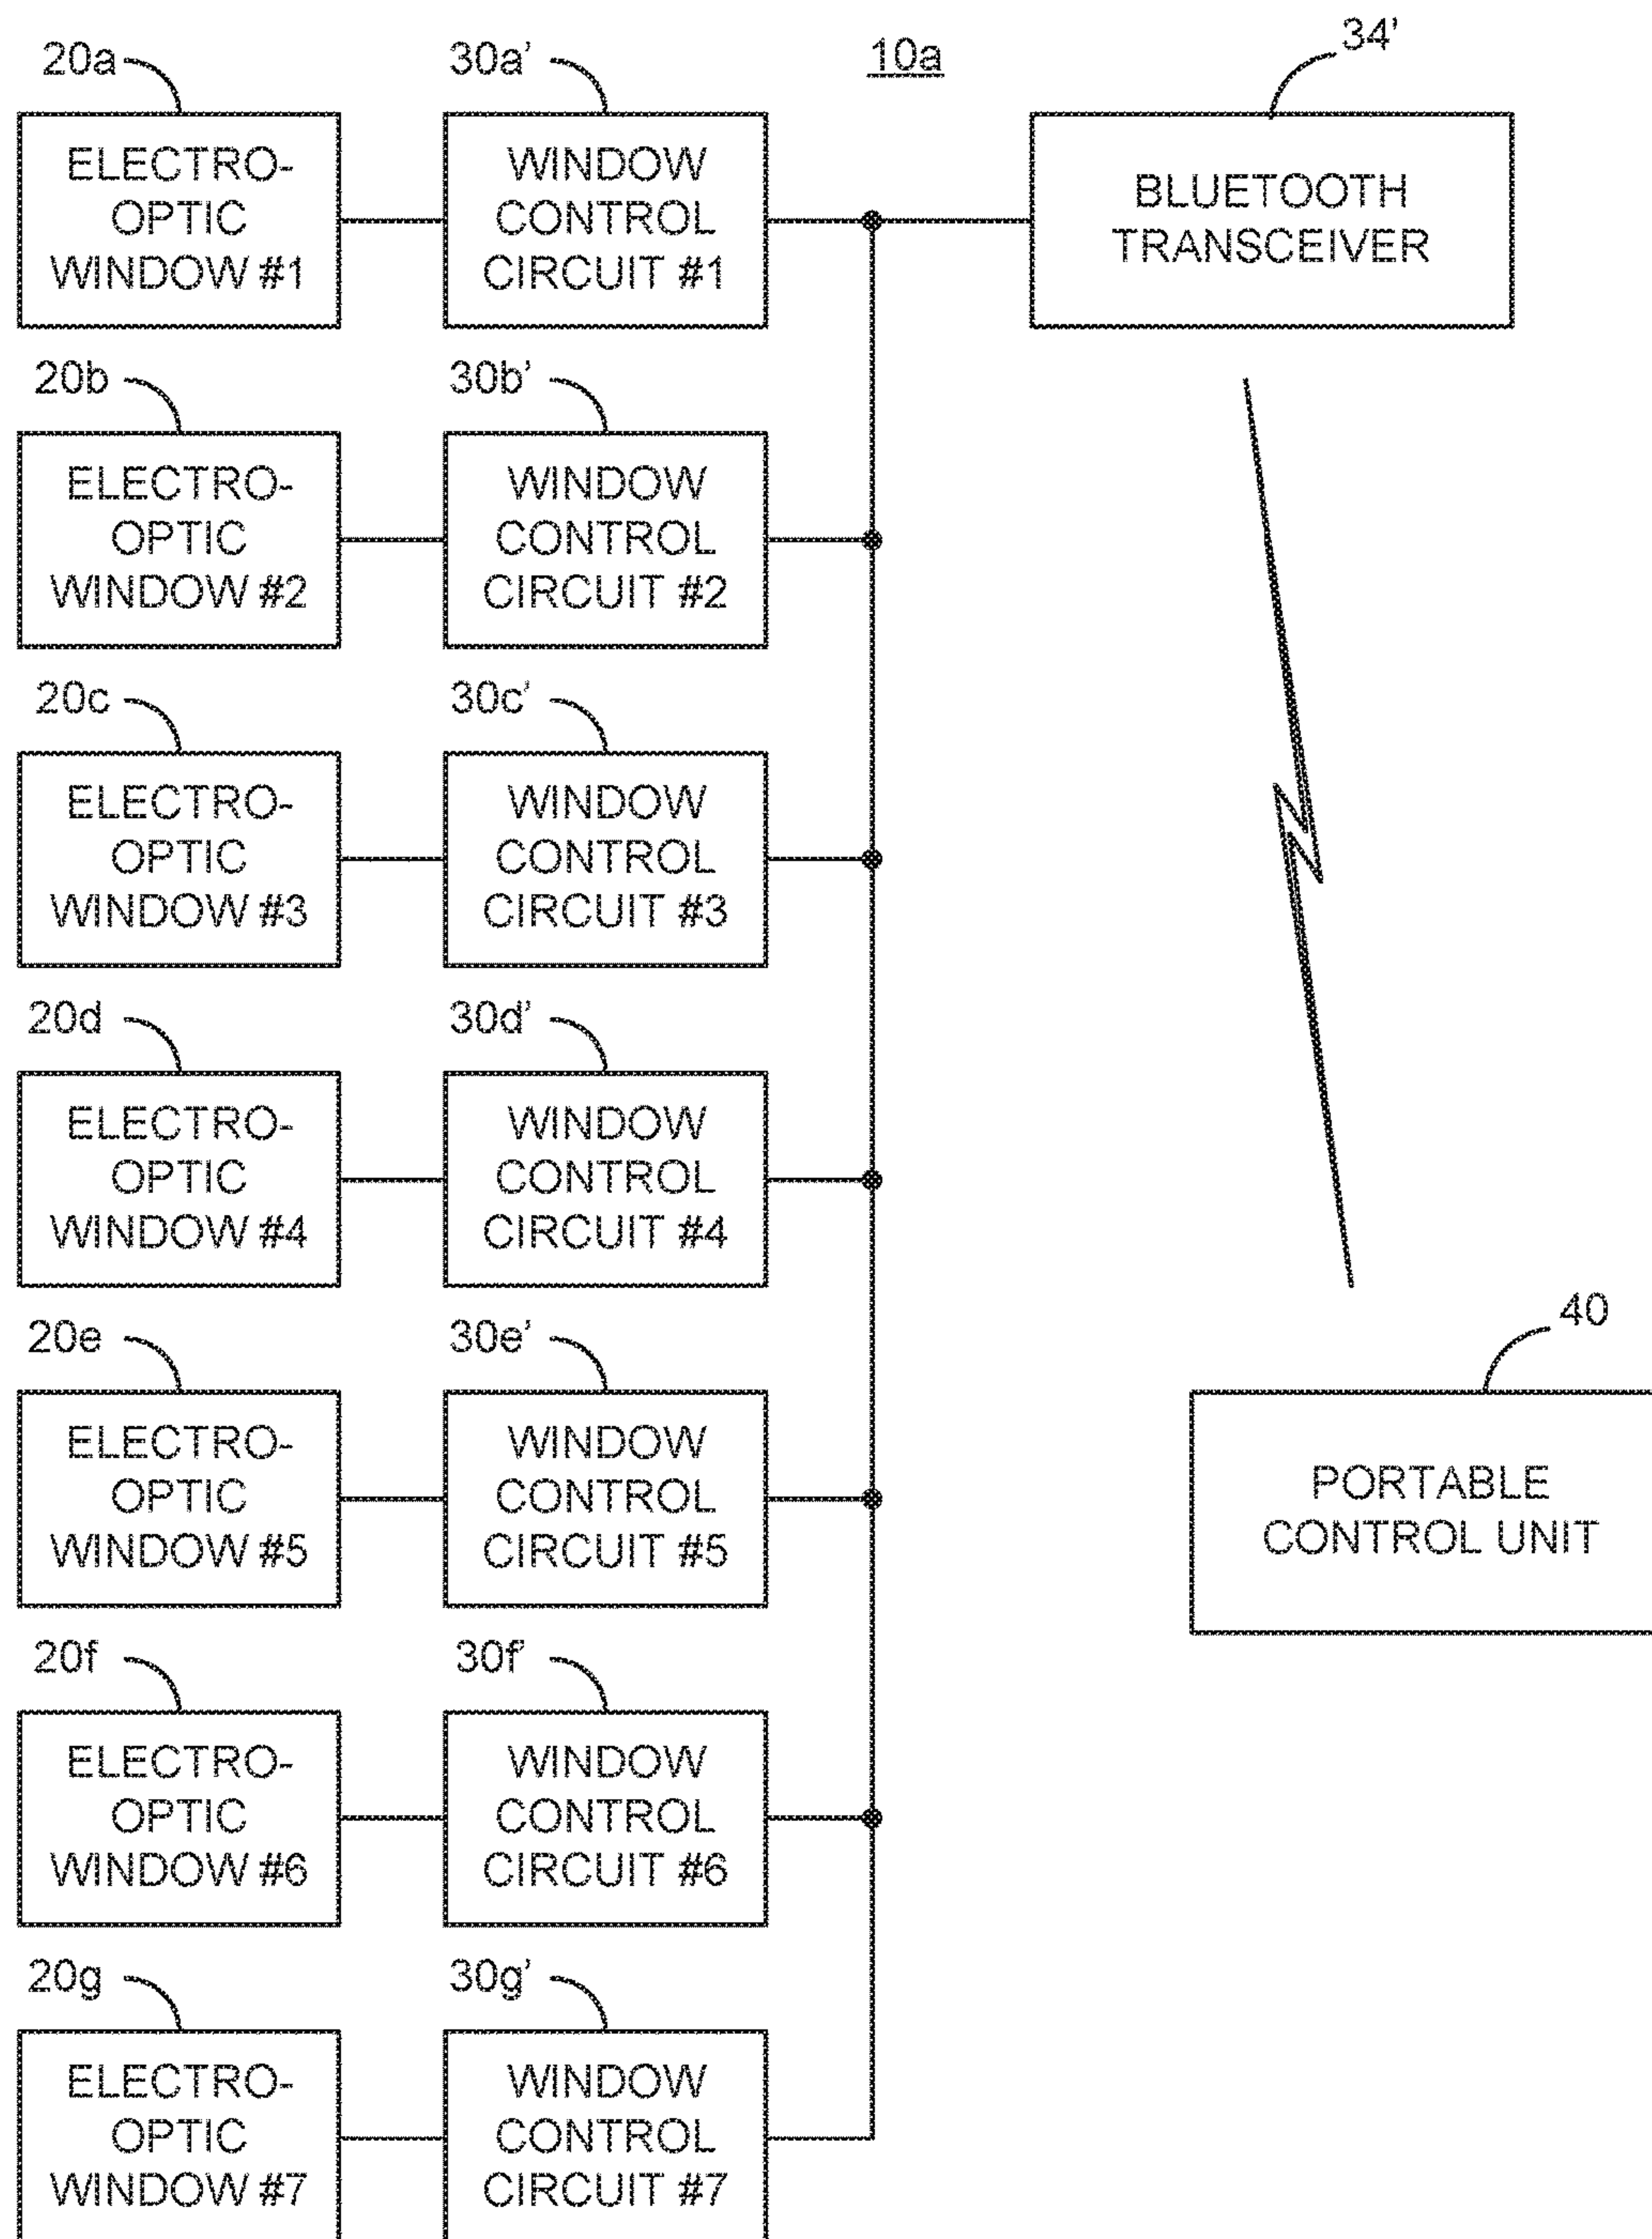 20a
30a'
10a
34'
ELECTRO-
OPTIC
WINDOW #1
WINDOW
CONTROL
CIRCUIT #1
BLUETOOTH
TRANSCEIVER
20b
30b'
ELECTRO-
OPTIC
WINDOW #2
WINDOW
CONTROL
CIRCUIT #2
20c
30c'
ELECTRO-
OPTIC
WINDOW #3
WINDOW
CONTROL
CIRCUIT #3
20d
30d'
ELECTRO-
OPTIC
WINDOW #4
WINDOW
CONTROL
CIRCUIT #4
20e
30e'
40
ELECTRO-
OPTIC
WINDOW #5
WINDOW
CONTROL
CIRCUIT #5
PORTABLE
CONTROL UNIT
20f
30f'
ELECTRO-
OPTIC
WINDOW #6
WINDOW
CONTROL
CIRCUIT #6
20g
30g'
ELECTRO-
OPTIC
WINDOW #7
WINDOW
CONTROL
CIRCUIT #7